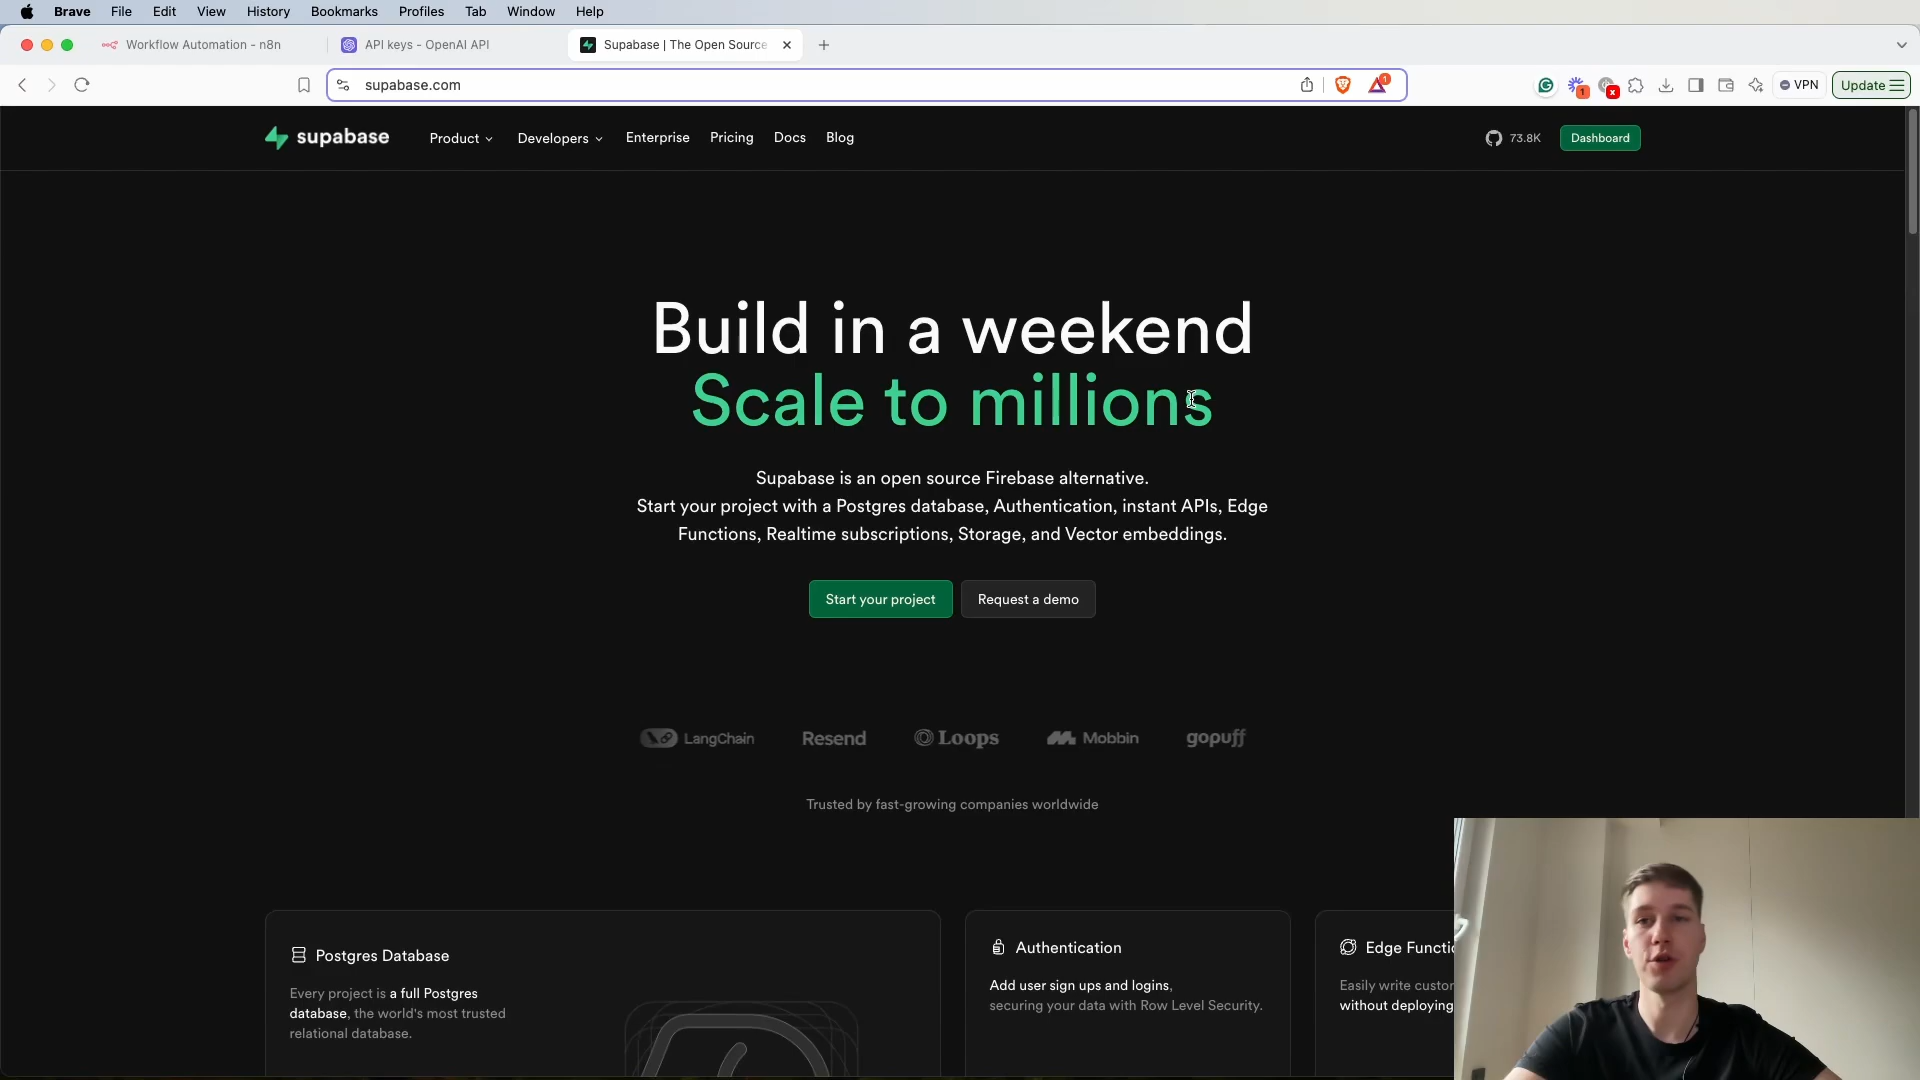 Brave File Edit View History Bookmarks Profiles Tab Window Help
Workflow Automation - n8n API keys - OpenAI API Supabase | The Open Source
supabase.com 1 1 x VPN Update
supabase Product Developers Enterprise Pricing Docs Blog 73.8K Dashboard
Build in a weekend
Scale to millions
Supabase is an open source Firebase alternative.
Start your project with a Postgres database, Authentication, instant APIs, Edge
Functions, Realtime subscriptions, Storage, and Vector embeddings.
Start your project Request a demo
LangChain Resend Loops Mobbin gopuff
Trusted by fast-growing companies worldwide
Postgres Database
Every project is a full Postgres
database, the world's most trusted
relational database.
Authentication
Add user sign ups and logins,
securing your data with Row Level Security.
Edge Functio
Easily write custor
without deploying